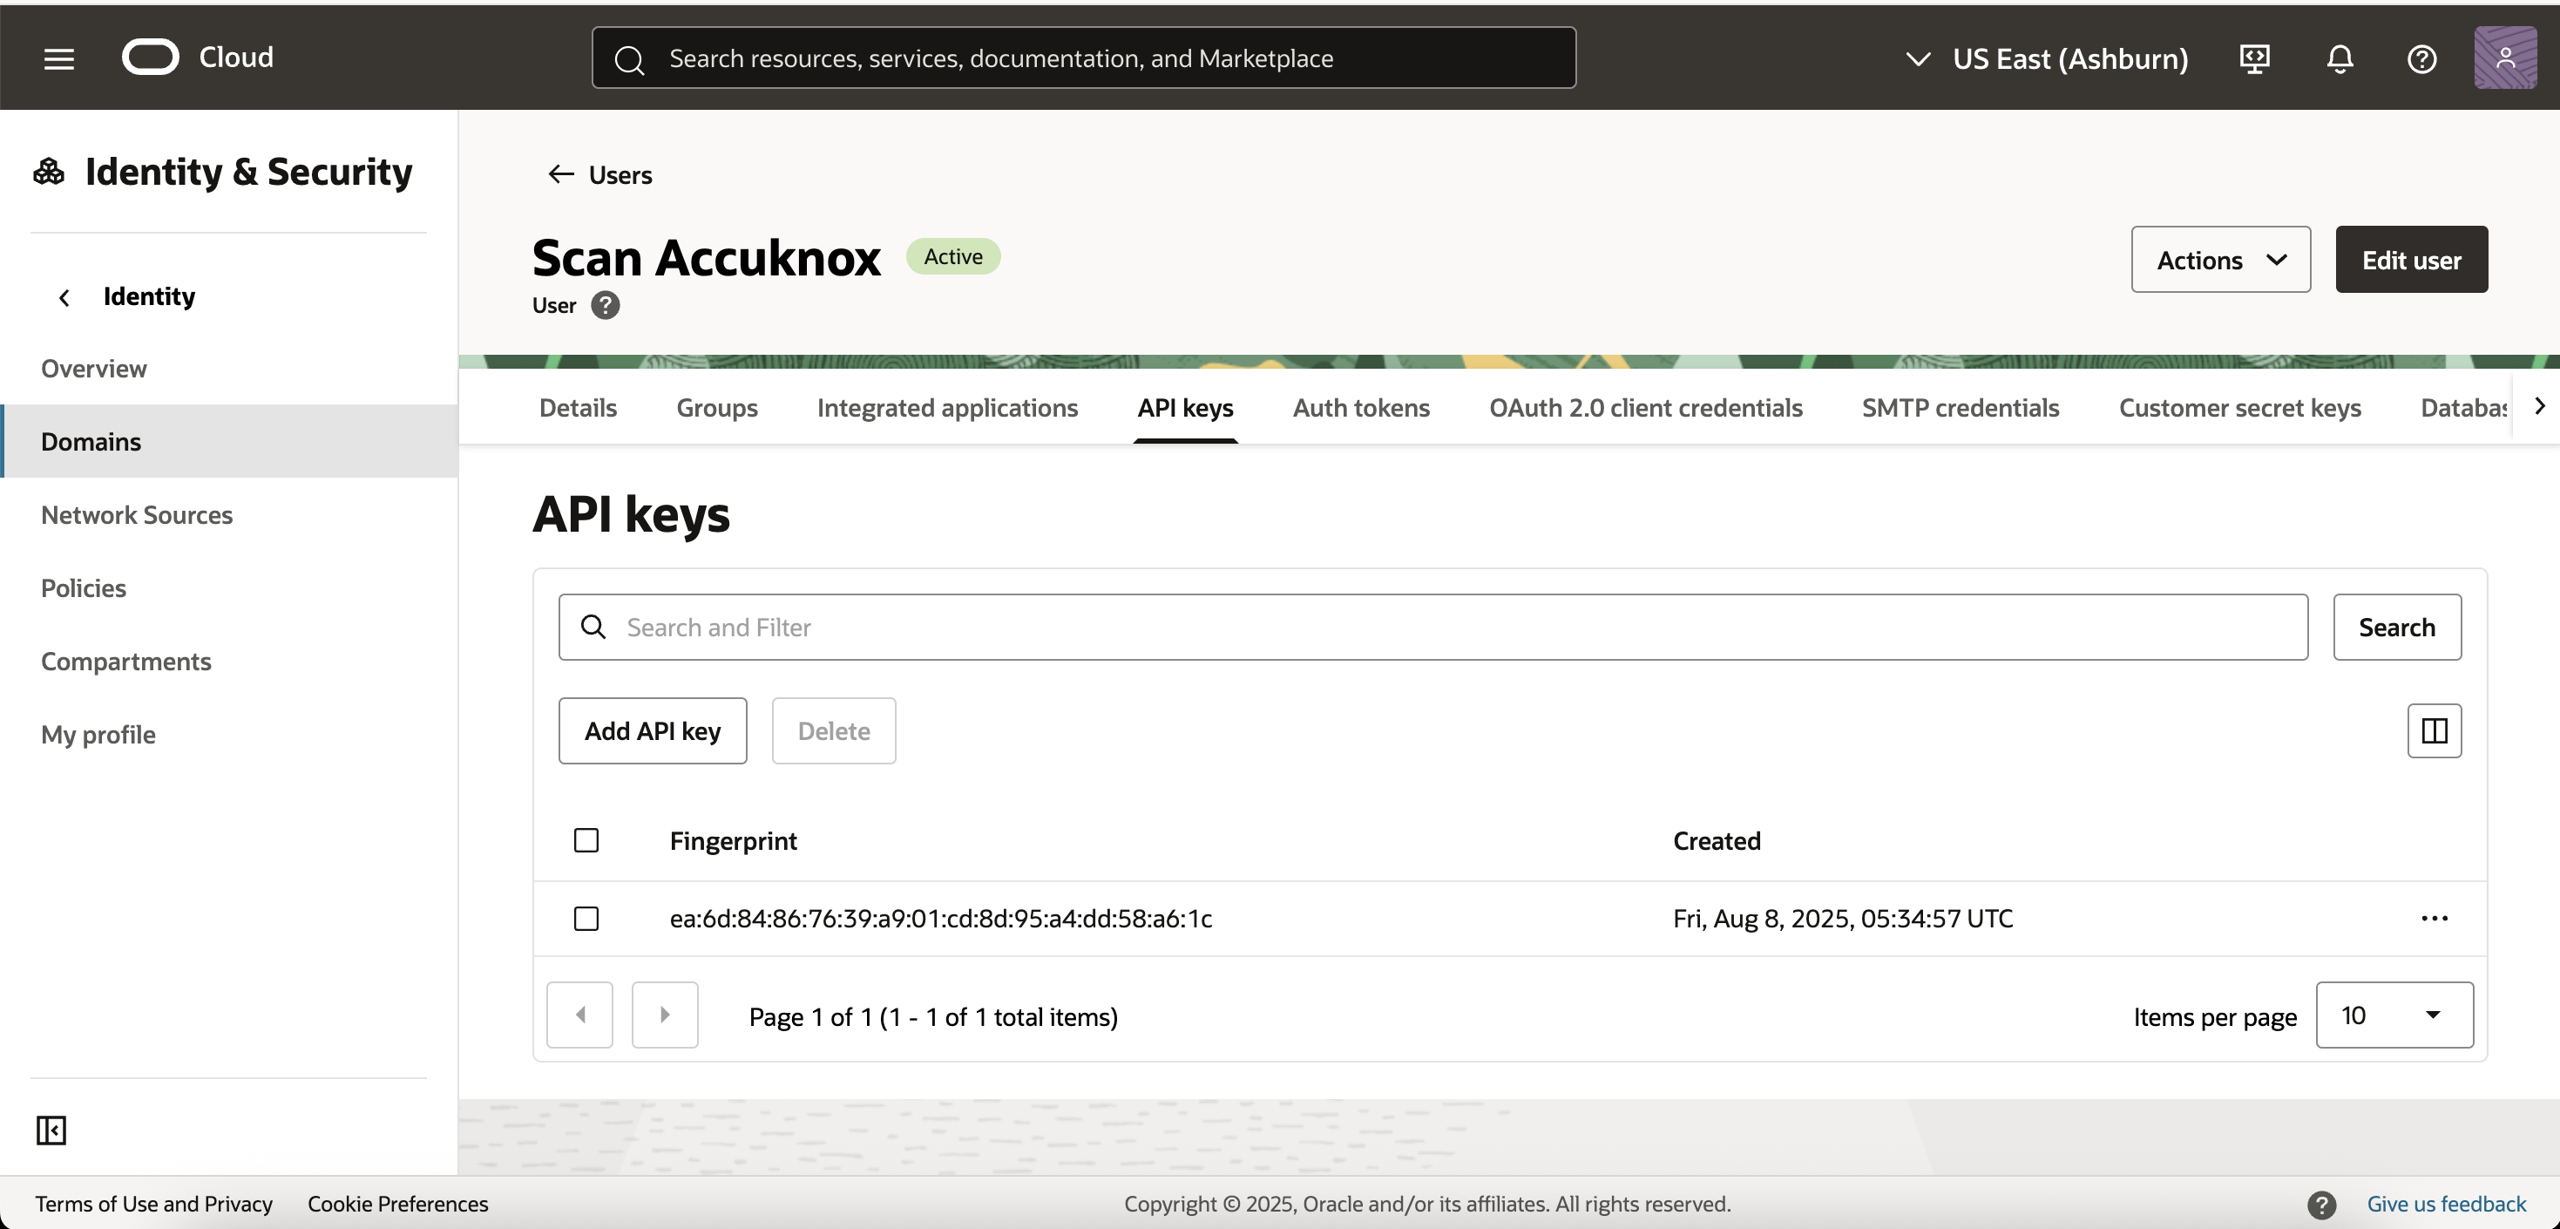 Cloud
Search resources, services, documentation, and Marketplace
US East (Ashburn)
Identity & Security
Identity
Overview
Domains
Network Sources
Policies
Compartments
My profile
Users
Scan Accuknox
Active
User
Actions
Edit user
Details
Groups
Integrated applications
API keys
Auth tokens
OAuth 2.0 client credentials
SMTP credentials
Customer secret keys
Databas
API keys
Search and Filter
Search
Add API key
Delete
Fingerprint
Created
ea:6d:84:86:76:39:a9:01:cd:8d:95:a4:dd:58:a6:1c
Fri, Aug 8, 2025, 05:34:57 UTC
Page 1 of 1 (1 - 1 of 1 total items)
Items per page
10
Terms of Use and Privacy
Cookie Preferences
Copyright © 2025, Oracle and/or its affiliates. All rights reserved.
Give us feedback